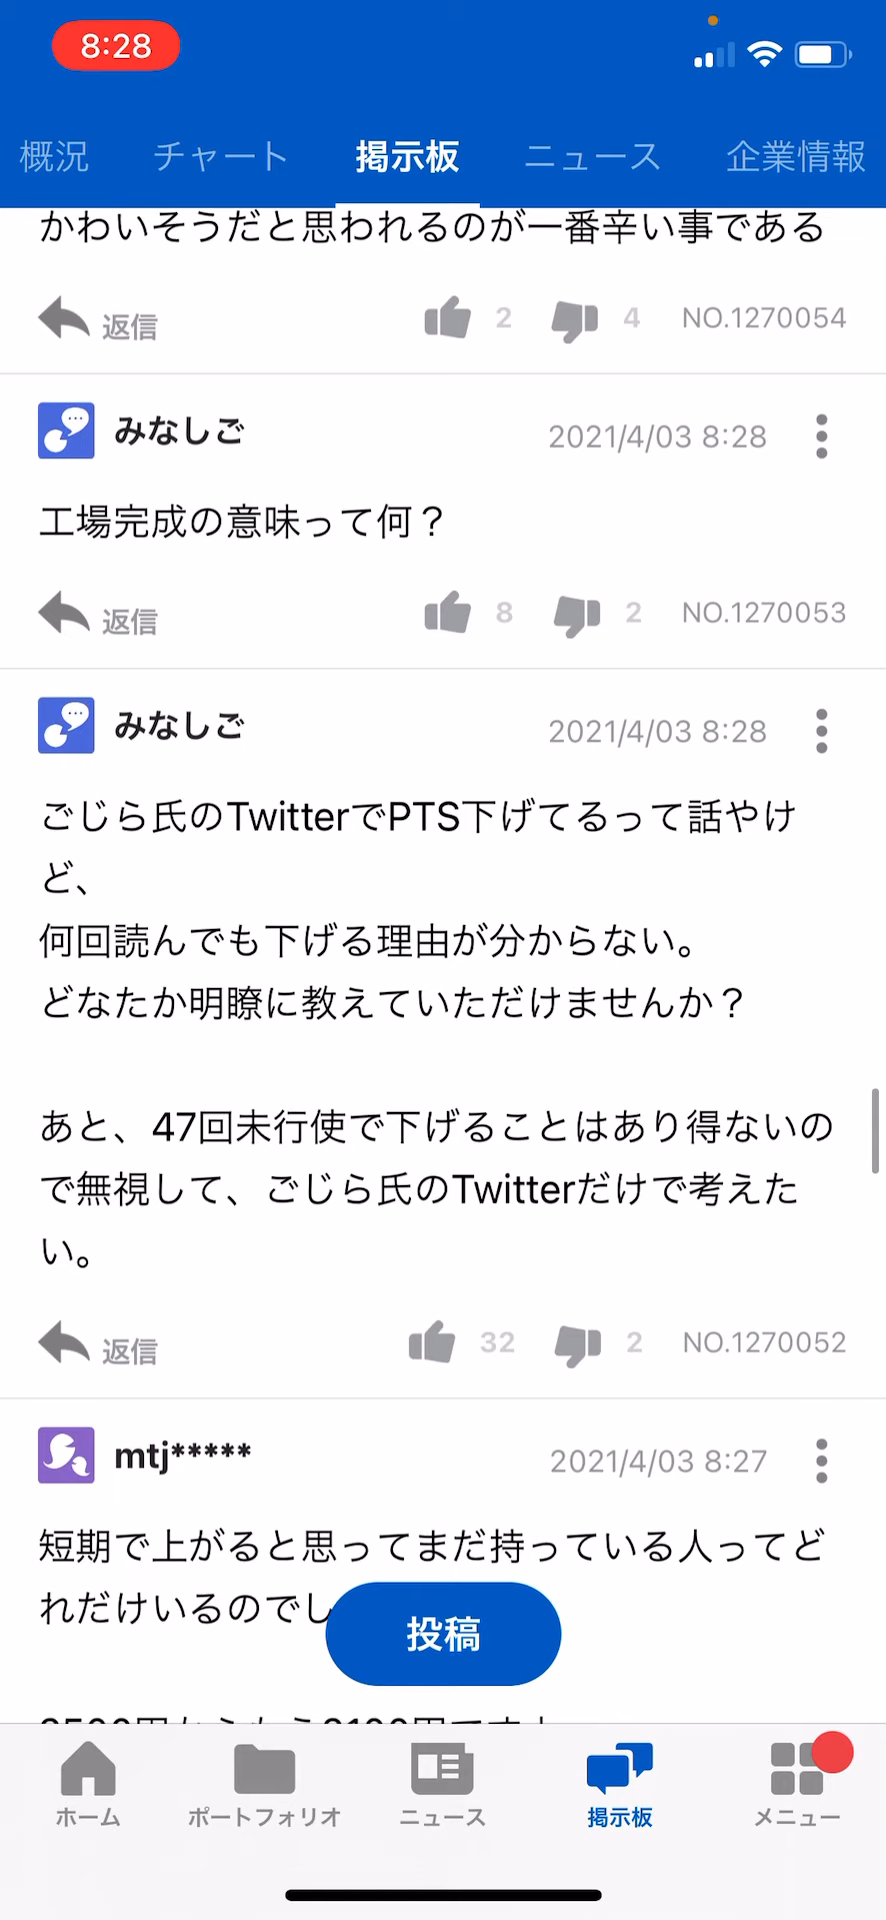 8:28
概況 チャート 掲示板 ニュース 企業情報
かわいそうだと思われるのが一番辛い事である
返信 2 4 NO.1270054
みなしご 2021/4/03 8:28
工場完成の意味って何？
返信 8 2 NO.1270053
みなしご 2021/4/03 8:28
ごじら氏のTwitterでPTS下げてるって話やけ
ど、
何回読んでも下げる理由が分からない。
どなたか明瞭に教えていただけませんか？
あと、47回未行使で下げることはあり得ないの
で無視して、ごじら氏のTwitterだけで考えた
い。
返信 32 2 NO.1270052
mtj***** 2021/4/03 8:27
短期で上がると思ってまだ持っている人ってど
れだけいるのでし
投稿
ホーム ポートフォリオ ニュース 掲示板 メニュー